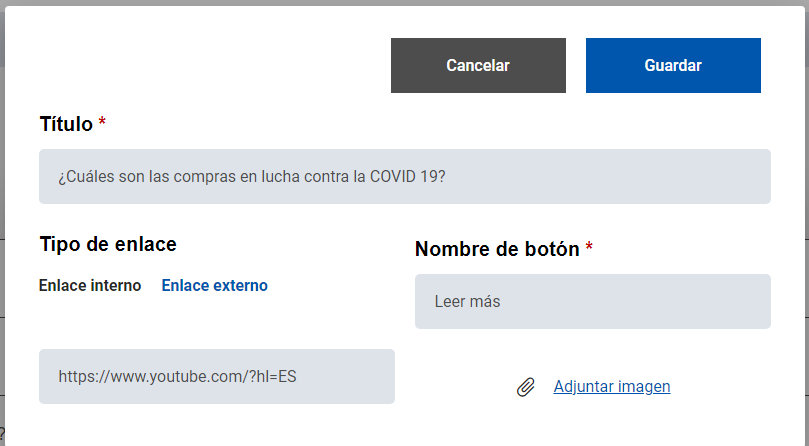 Cancelar
Guardar
Título *
¿Cuáles son las compras en lucha contra la COVID 19?
Tipo de enlace
Nombre de botón *
Enlace interno Enlace externo
Leer más
https://www.youtube.com/?hl=ES
Adjuntar imagen
?